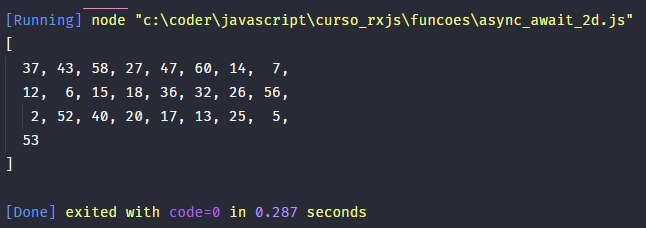 [Running] node "c:\coder\javascript\curso_rxjs\funcoes\async_await_2d.js"
[
  37, 43, 58, 27, 47, 60, 14,  7,
  12,  6, 15, 18, 36, 32, 26, 56,
   2, 52, 40, 20, 17, 13, 25,  5,
  53
]
[Done] exited with code=0 in 0.287 seconds